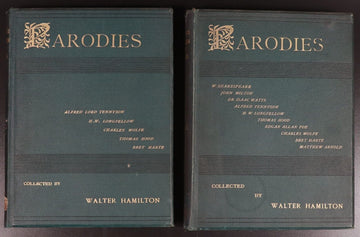 PARODIES
ALFRED LORD TENNYSON
H.W. LONGFELLOW
CHARLES WOLFE
THOMAS HOOD
BRET HARTE
COLLECTED BY
WALTER HAMILTON
PARODIES
W SHAKESPEARE
JOHN MILTON
DR ISAAC WATTS
ALFRED TENNYSON
H W LONGFELLOW
THOMAS HOOD
EDGAR ALLAN POE
CHARLES WOLFE
BRET HARTE
MATTHEW ARNOLD
COLLECTED
BY
WALTER HAMILTON